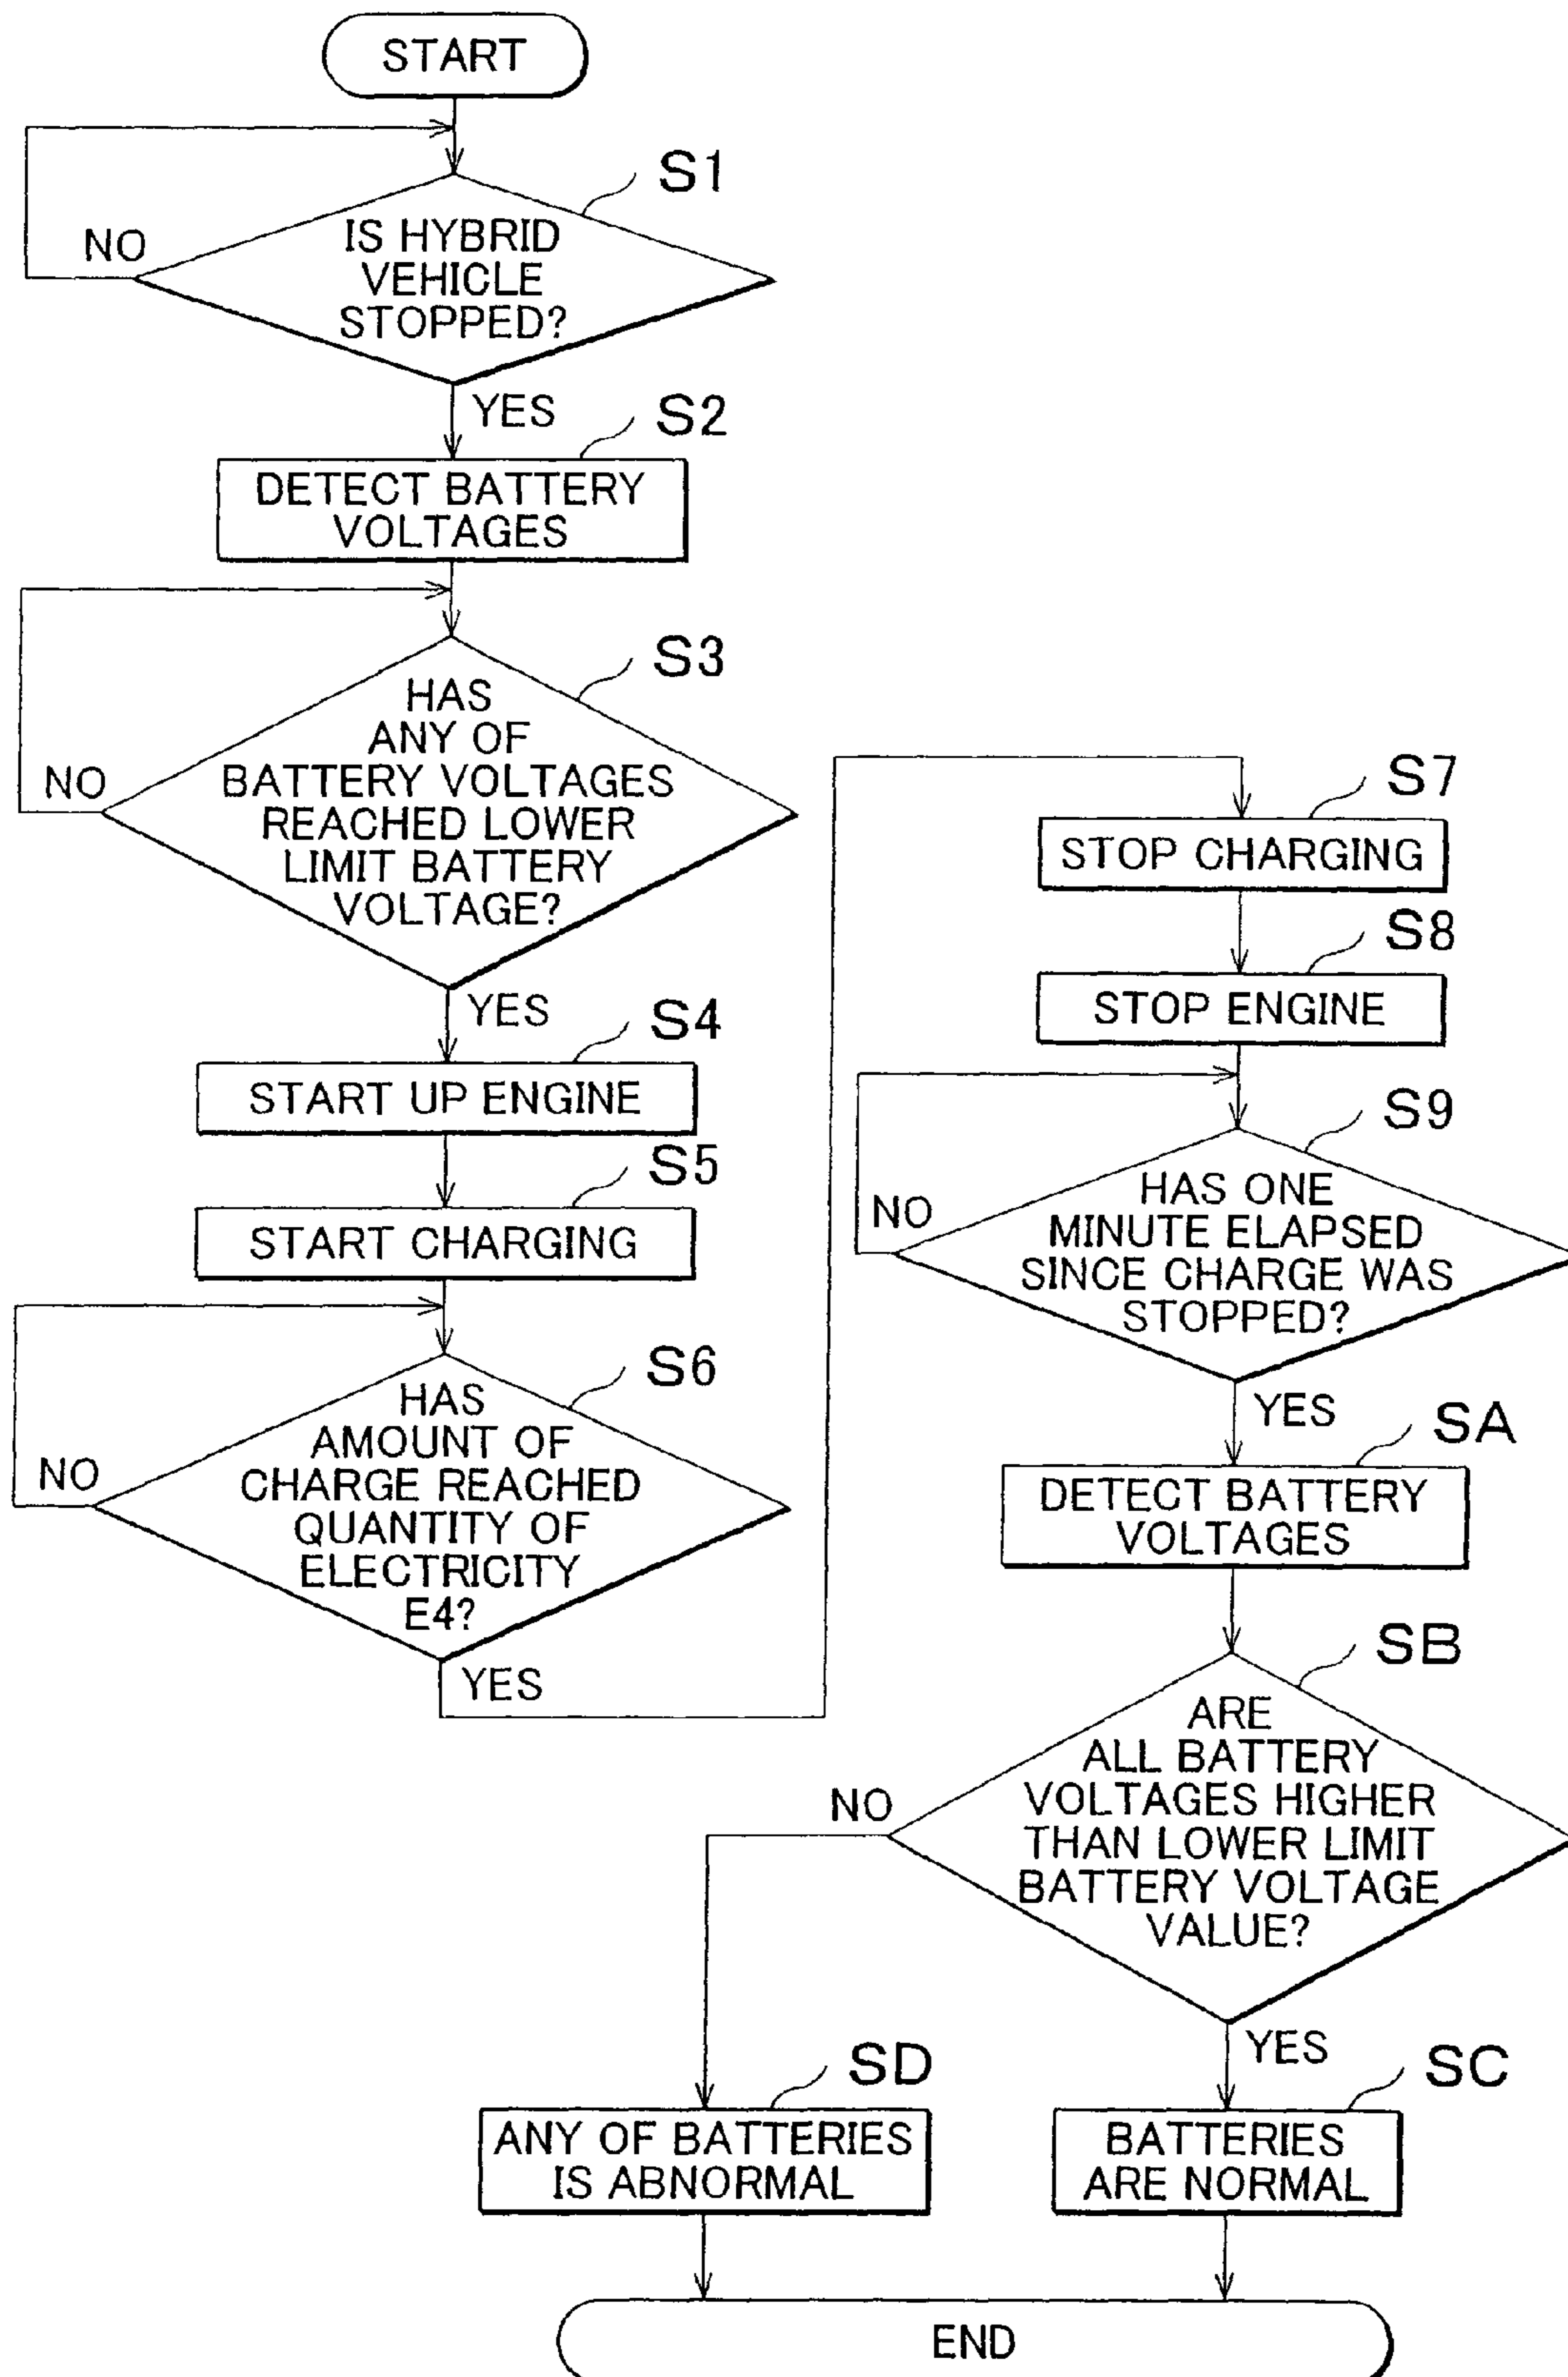 START
S1
IS HYBRID
VEHICLE
STOPPED?
NO
YES
S2
DETECT BATTERY
VOLTAGES
S3
HAS
ANY OF
BATTERY VOLTAGES
REACHED LOWER
LIMIT BATTERY
VOLTAGE?
NO
YES
S4
START UP ENGINE
S5
START CHARGING
S6
HAS
AMOUNT OF
CHARGE REACHED
QUANTITY OF
ELECTRICITY
E4?
NO
YES
S7
STOP CHARGING
S8
STOP ENGINE
S9
HAS ONE
MINUTE ELAPSED
SINCE CHARGE WAS
STOPPED?
NO
YES
SA
DETECT BATTERY
VOLTAGES
SB
ARE
ALL BATTERY
VOLTAGES HIGHER
THAN LOWER LIMIT
BATTERY VOLTAGE
VALUE?
NO
YES
SD
ANY OF BATTERIES
IS ABNORMAL
SC
BATTERIES
ARE NORMAL
END